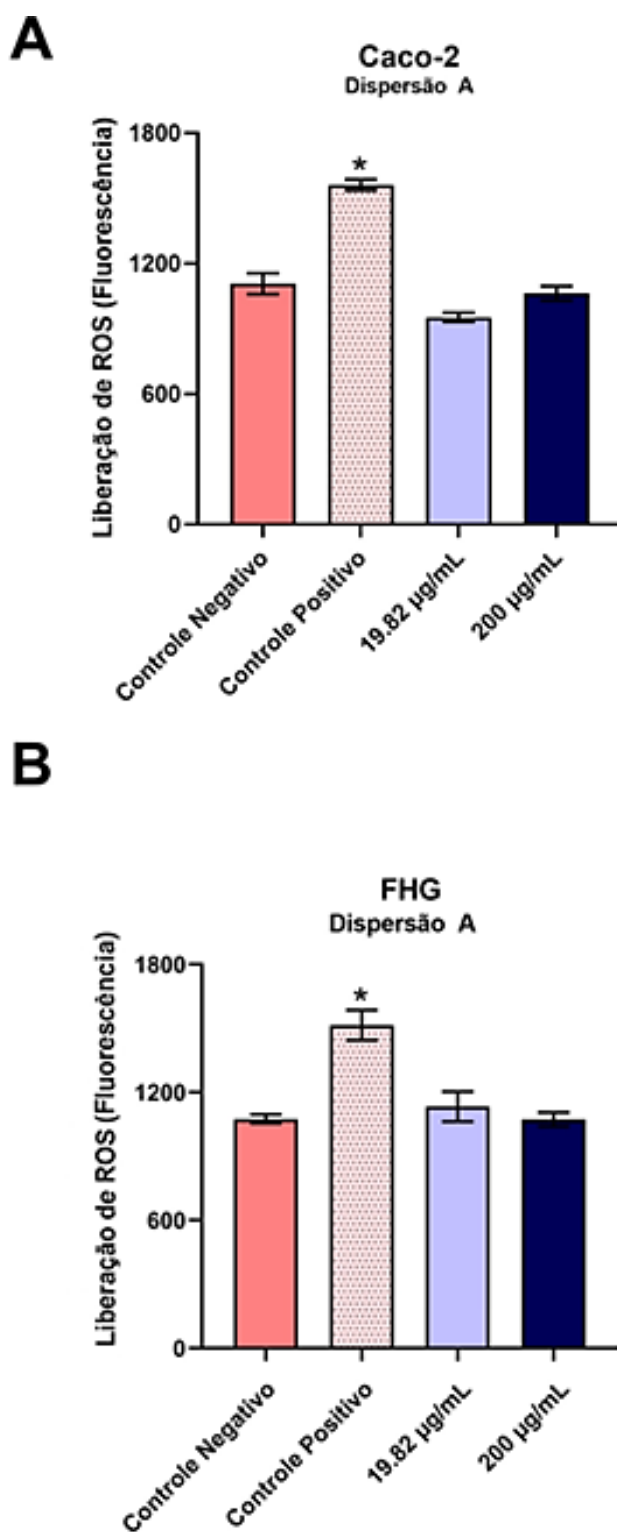 A
Caco-2
Dispersão A
Liberação de ROS (Fluorescência)
1800
1200
600
0
*
Controle Negativo
Controle Positivo
19.82 µg/mL
200 µg/mL
B
FHG
Dispersão A
Liberação de ROS (Fluorescência)
1800
1200
600
0
*
Controle Negativo
Controle Positivo
19.82 µg/mL
200 µg/mL